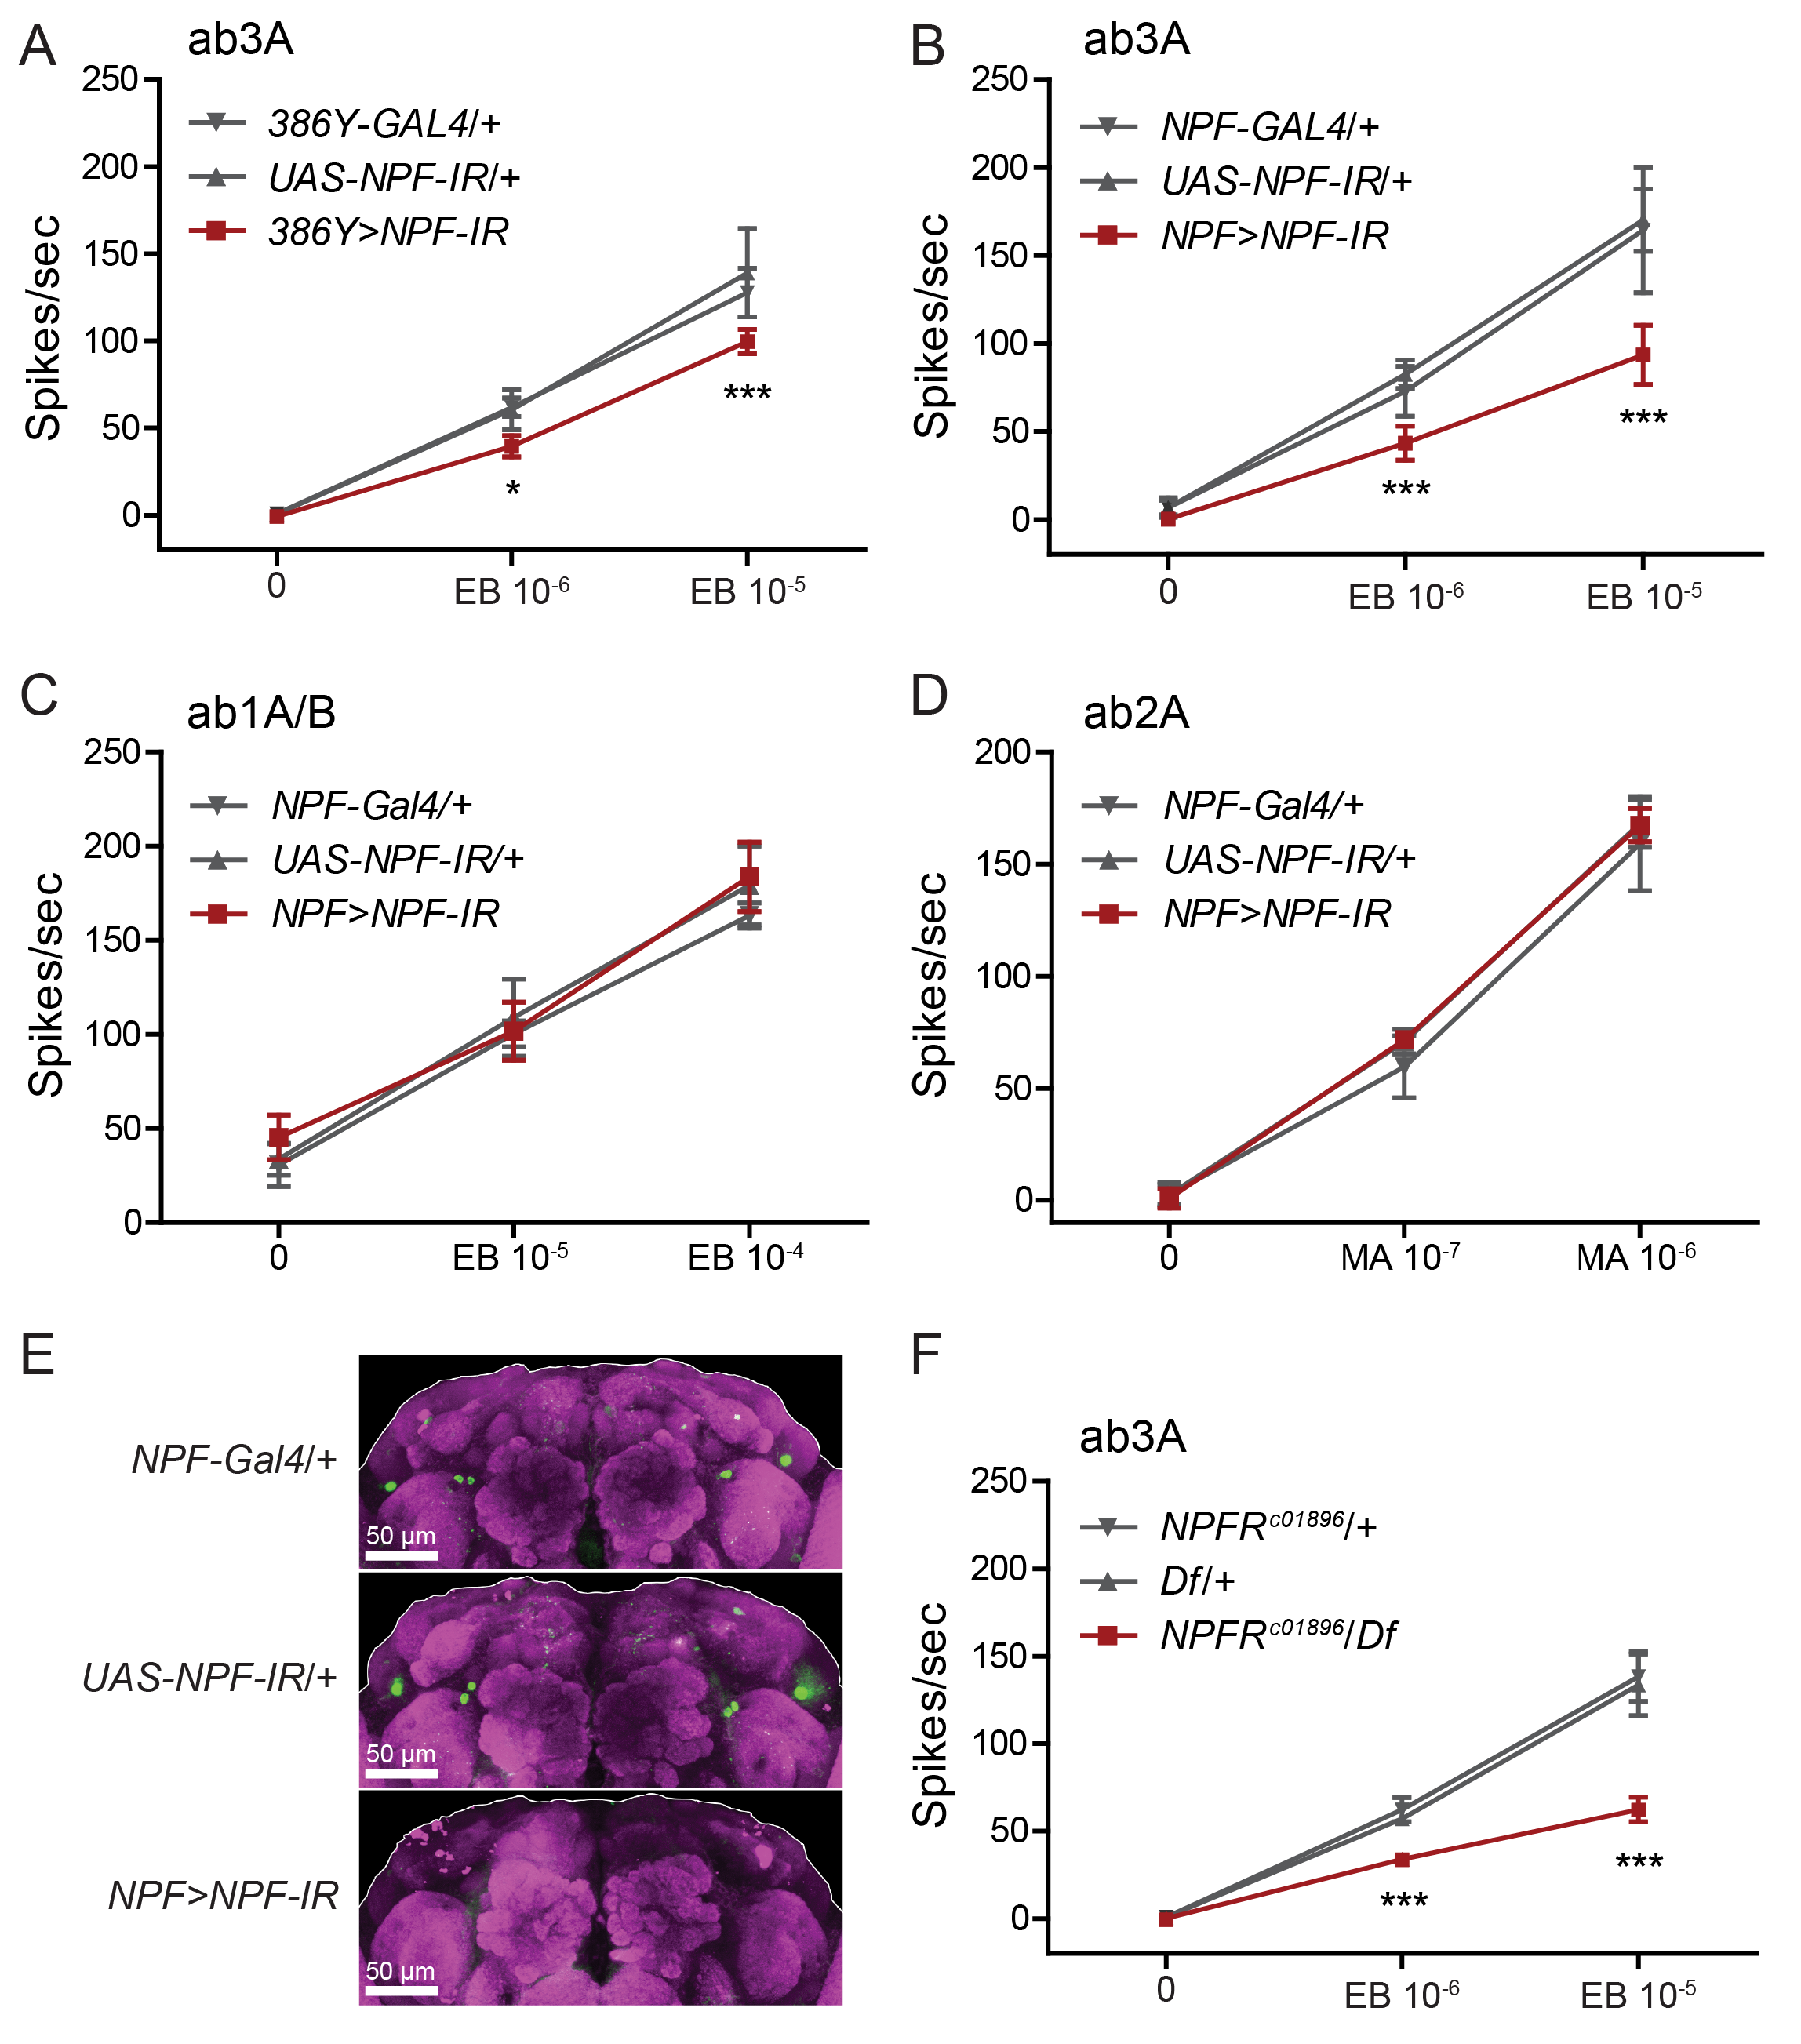 A
ab3A
250
200
150
100
50
0
Spikes/sec
386Y-GAL4/+
UAS-NPF-IR/+
386Y>NPF-IR
*
***
0
EB 10-6
EB 10-5
B
ab3A
250
200
150
100
50
0
Spikes/sec
NPF-GAL4/+
UAS-NPF-IR/+
NPF>NPF-IR
***
***
0
EB 10-6
EB 10-5
C
ab1A/B
250
200
150
100
50
0
Spikes/sec
NPF-Gal4/+
UAS-NPF-IR/+
NPF>NPF-IR
0
EB 10-5
EB 10-4
D
ab2A
200
150
100
50
0
Spikes/sec
NPF-Gal4/+
UAS-NPF-IR/+
NPF>NPF-IR
0
MA 10-7
MA 10-6
E
NPF-Gal4/+
50 µm
UAS-NPF-IR/+
50 µm
NPF>NPF-IR
50 µm
F
ab3A
250
200
150
100
50
0
Spikes/sec
NPFRc01896/+
Df/+
NPFRc01896/Df
***
***
0
EB 10-6
EB 10-5